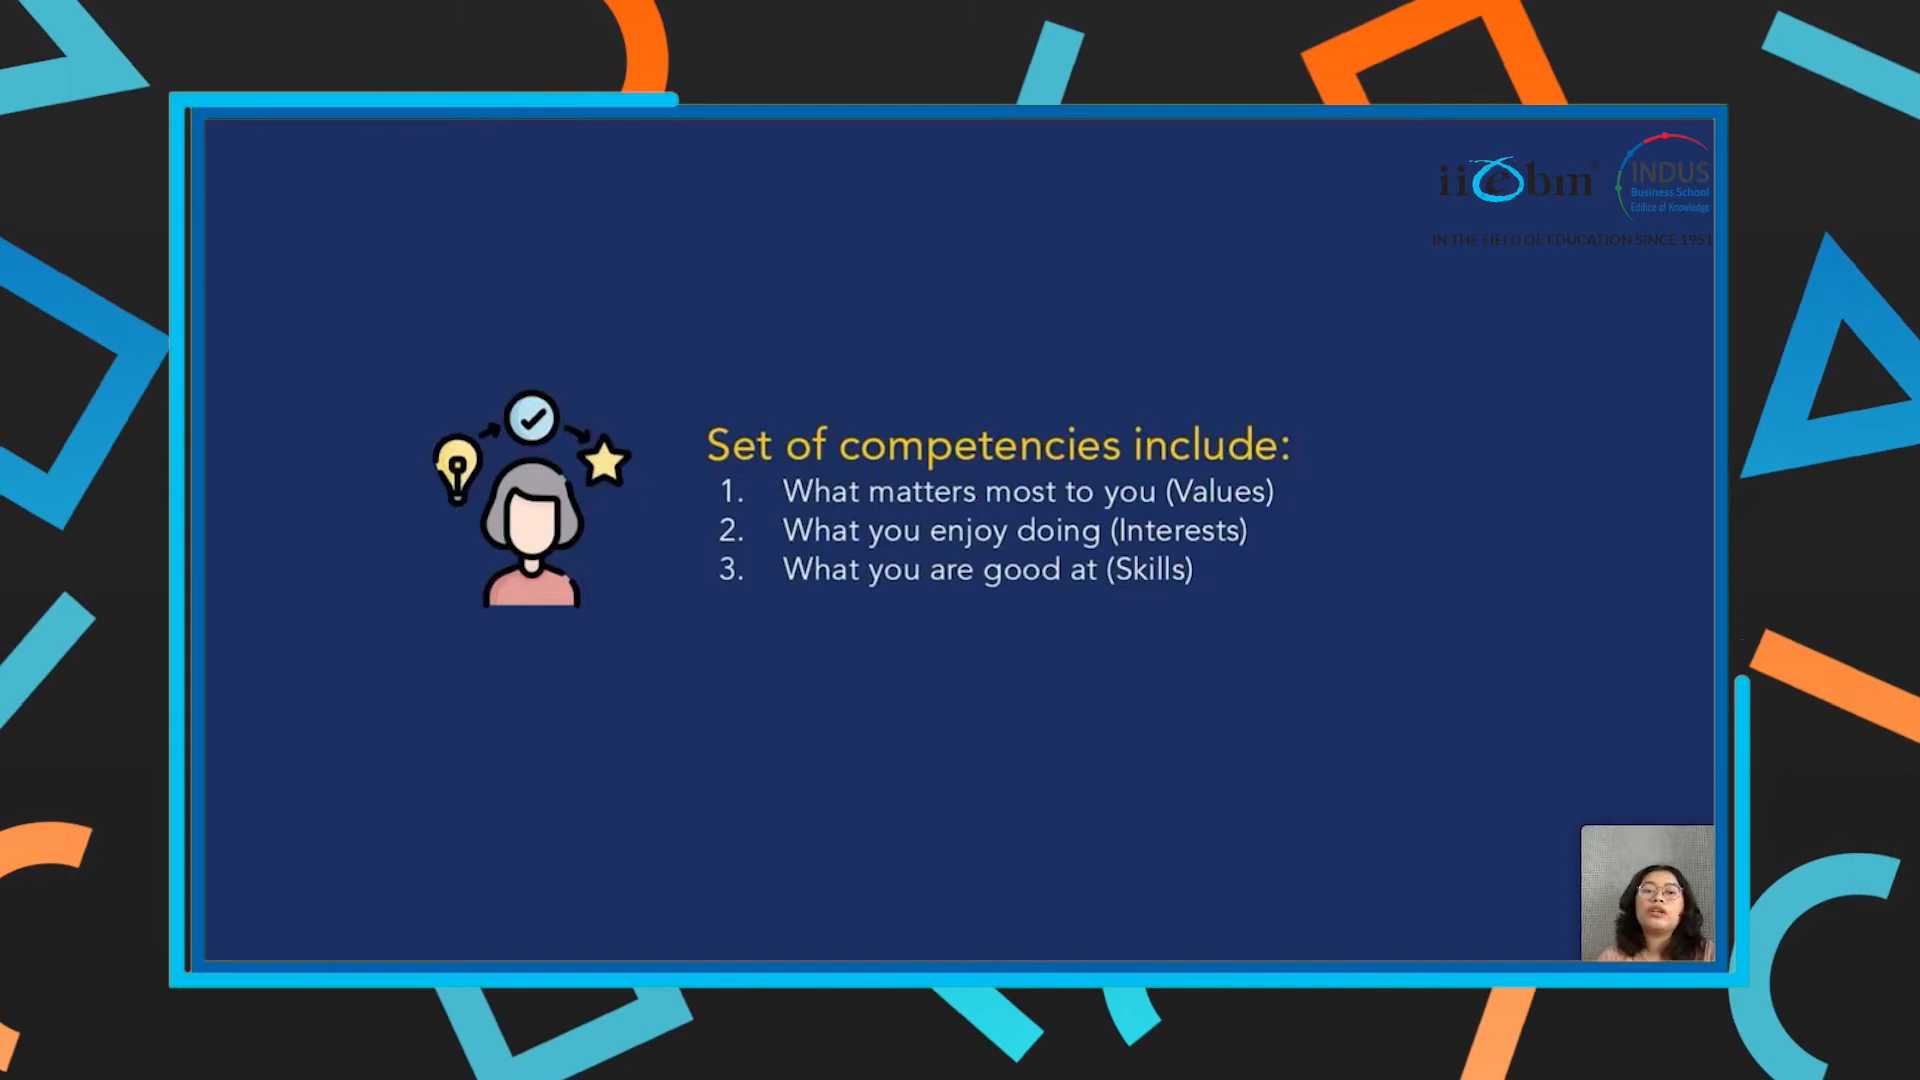 iiebm
INDUS
Business School
Edifice of Knowledge
IN THE FIELD OF EDUCATION SINCE 1951
Set of competencies include:
1. What matters most to you (Values)
2. What you enjoy doing (Interests)
3. What you are good at (Skills)